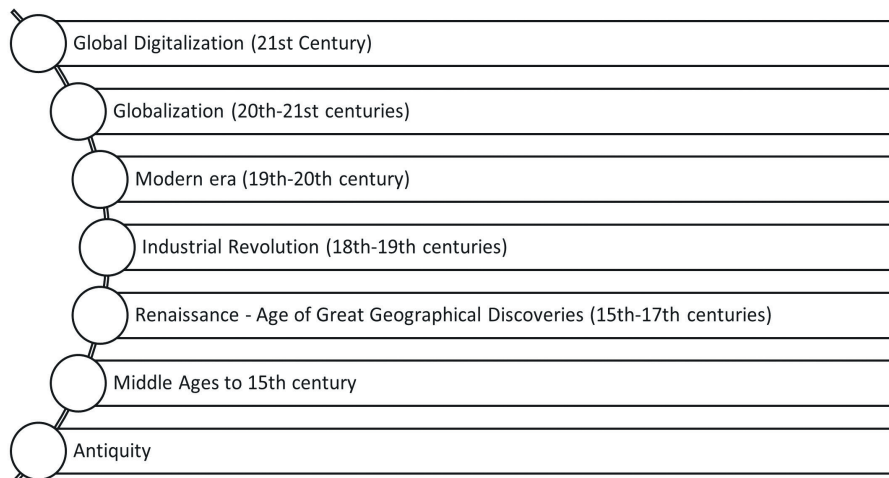 Global Digitalization (21st Century)
Globalization (20th-21st centuries)
Modern era (19th-20th century)
Industrial Revolution (18th-19th centuries)
Renaissance - Age of Great Geographical Discoveries (15th-17th centuries)
Middle Ages to 15th century
Antiquity